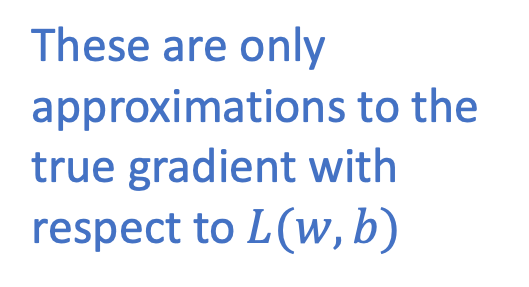 These are only
approximations to the
true gradient with
respect to L(w, b)